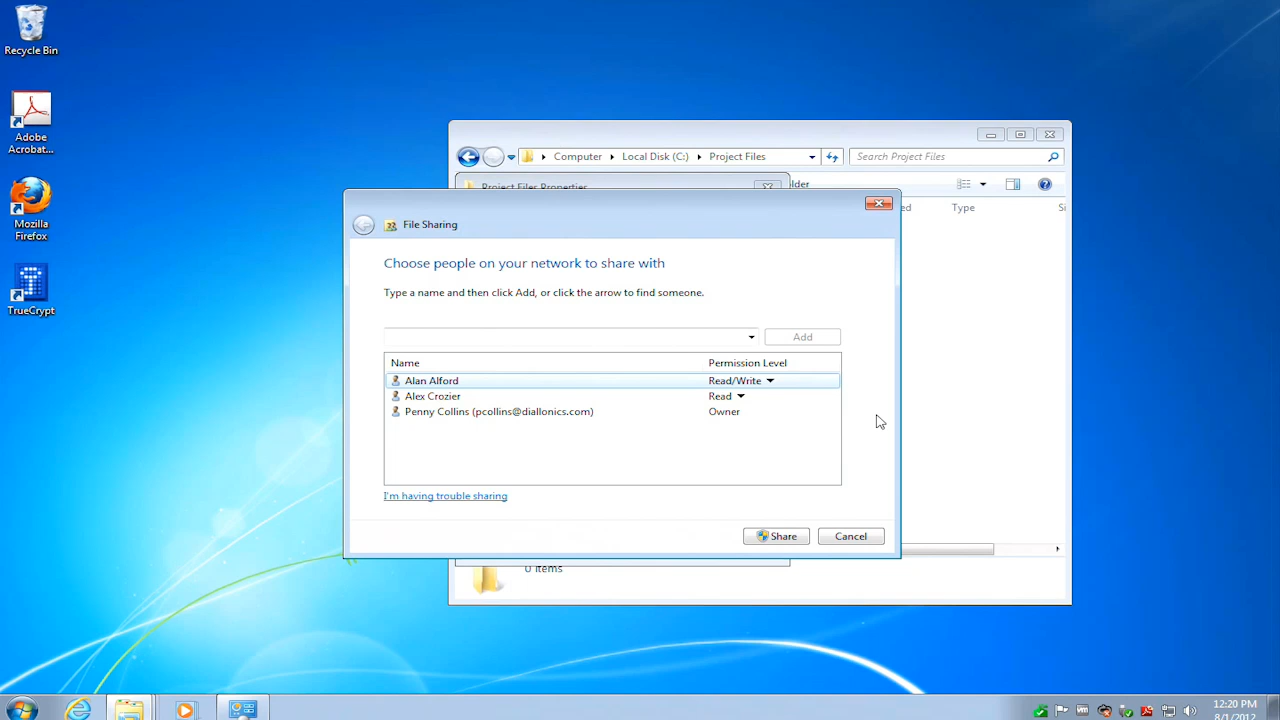 Recycle Bin
Adobe
Acrobat...
Mozilla
Firefox
TrueCrypt
Computer Local Disk (C:) Project Files
Search Project Files
Project Files Properties
lder
ed Type Si
File Sharing
Choose people on your network to share with
Type a name and then click Add, or click the arrow to find someone.
Add
Name Permission Level
Alan Alford Read/Write
Alex Crozier Read
Penny Collins (pcollins@diallonics.com) Owner
I'm having trouble sharing
Share Cancel
0 items
12:20 PM
8/1/2012